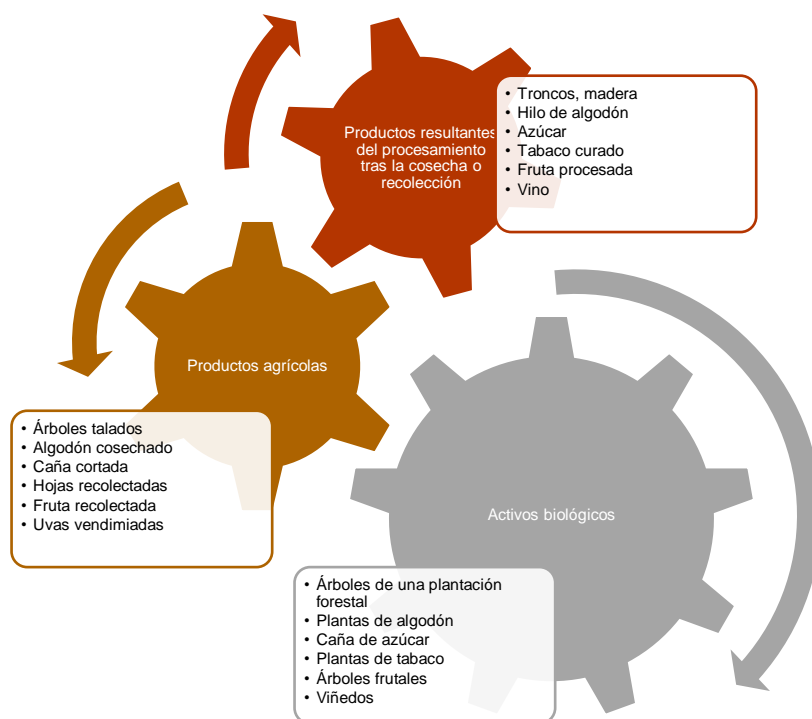 Productos resultantes
del procesamiento
tras la cosecha o
recolección
• Troncos, madera
• Hilo de algodón
• Azúcar
• Tabaco curado
• Fruta procesada
• Vino
Productos agrícolas
• Árboles talados
• Algodón cosechado
• Caña cortada
• Hojas recolectadas
• Fruta recolectada
• Uvas vendimiadas
Activos biológicos
• Árboles de una plantación
forestal
• Plantas de algodón
• Caña de azúcar
• Plantas de tabaco
• Árboles frutales
• Viñedos